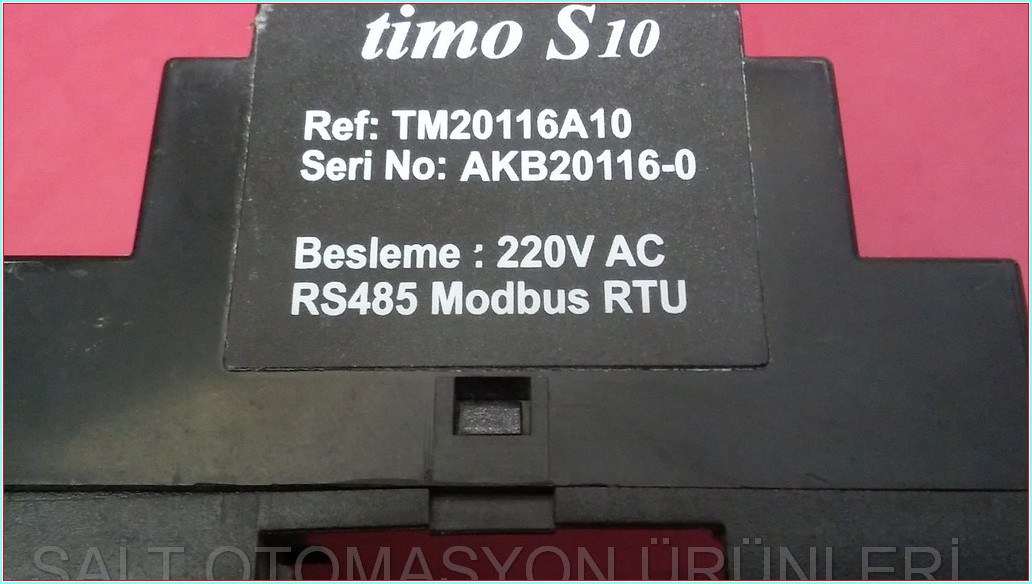 timo S10
Ref: TM20116A10
Seri No: AKB20116-0
Besleme : 220V AC
RS485 Modbus RTU
SALT OTOMASYON ÜRÜNLERİ